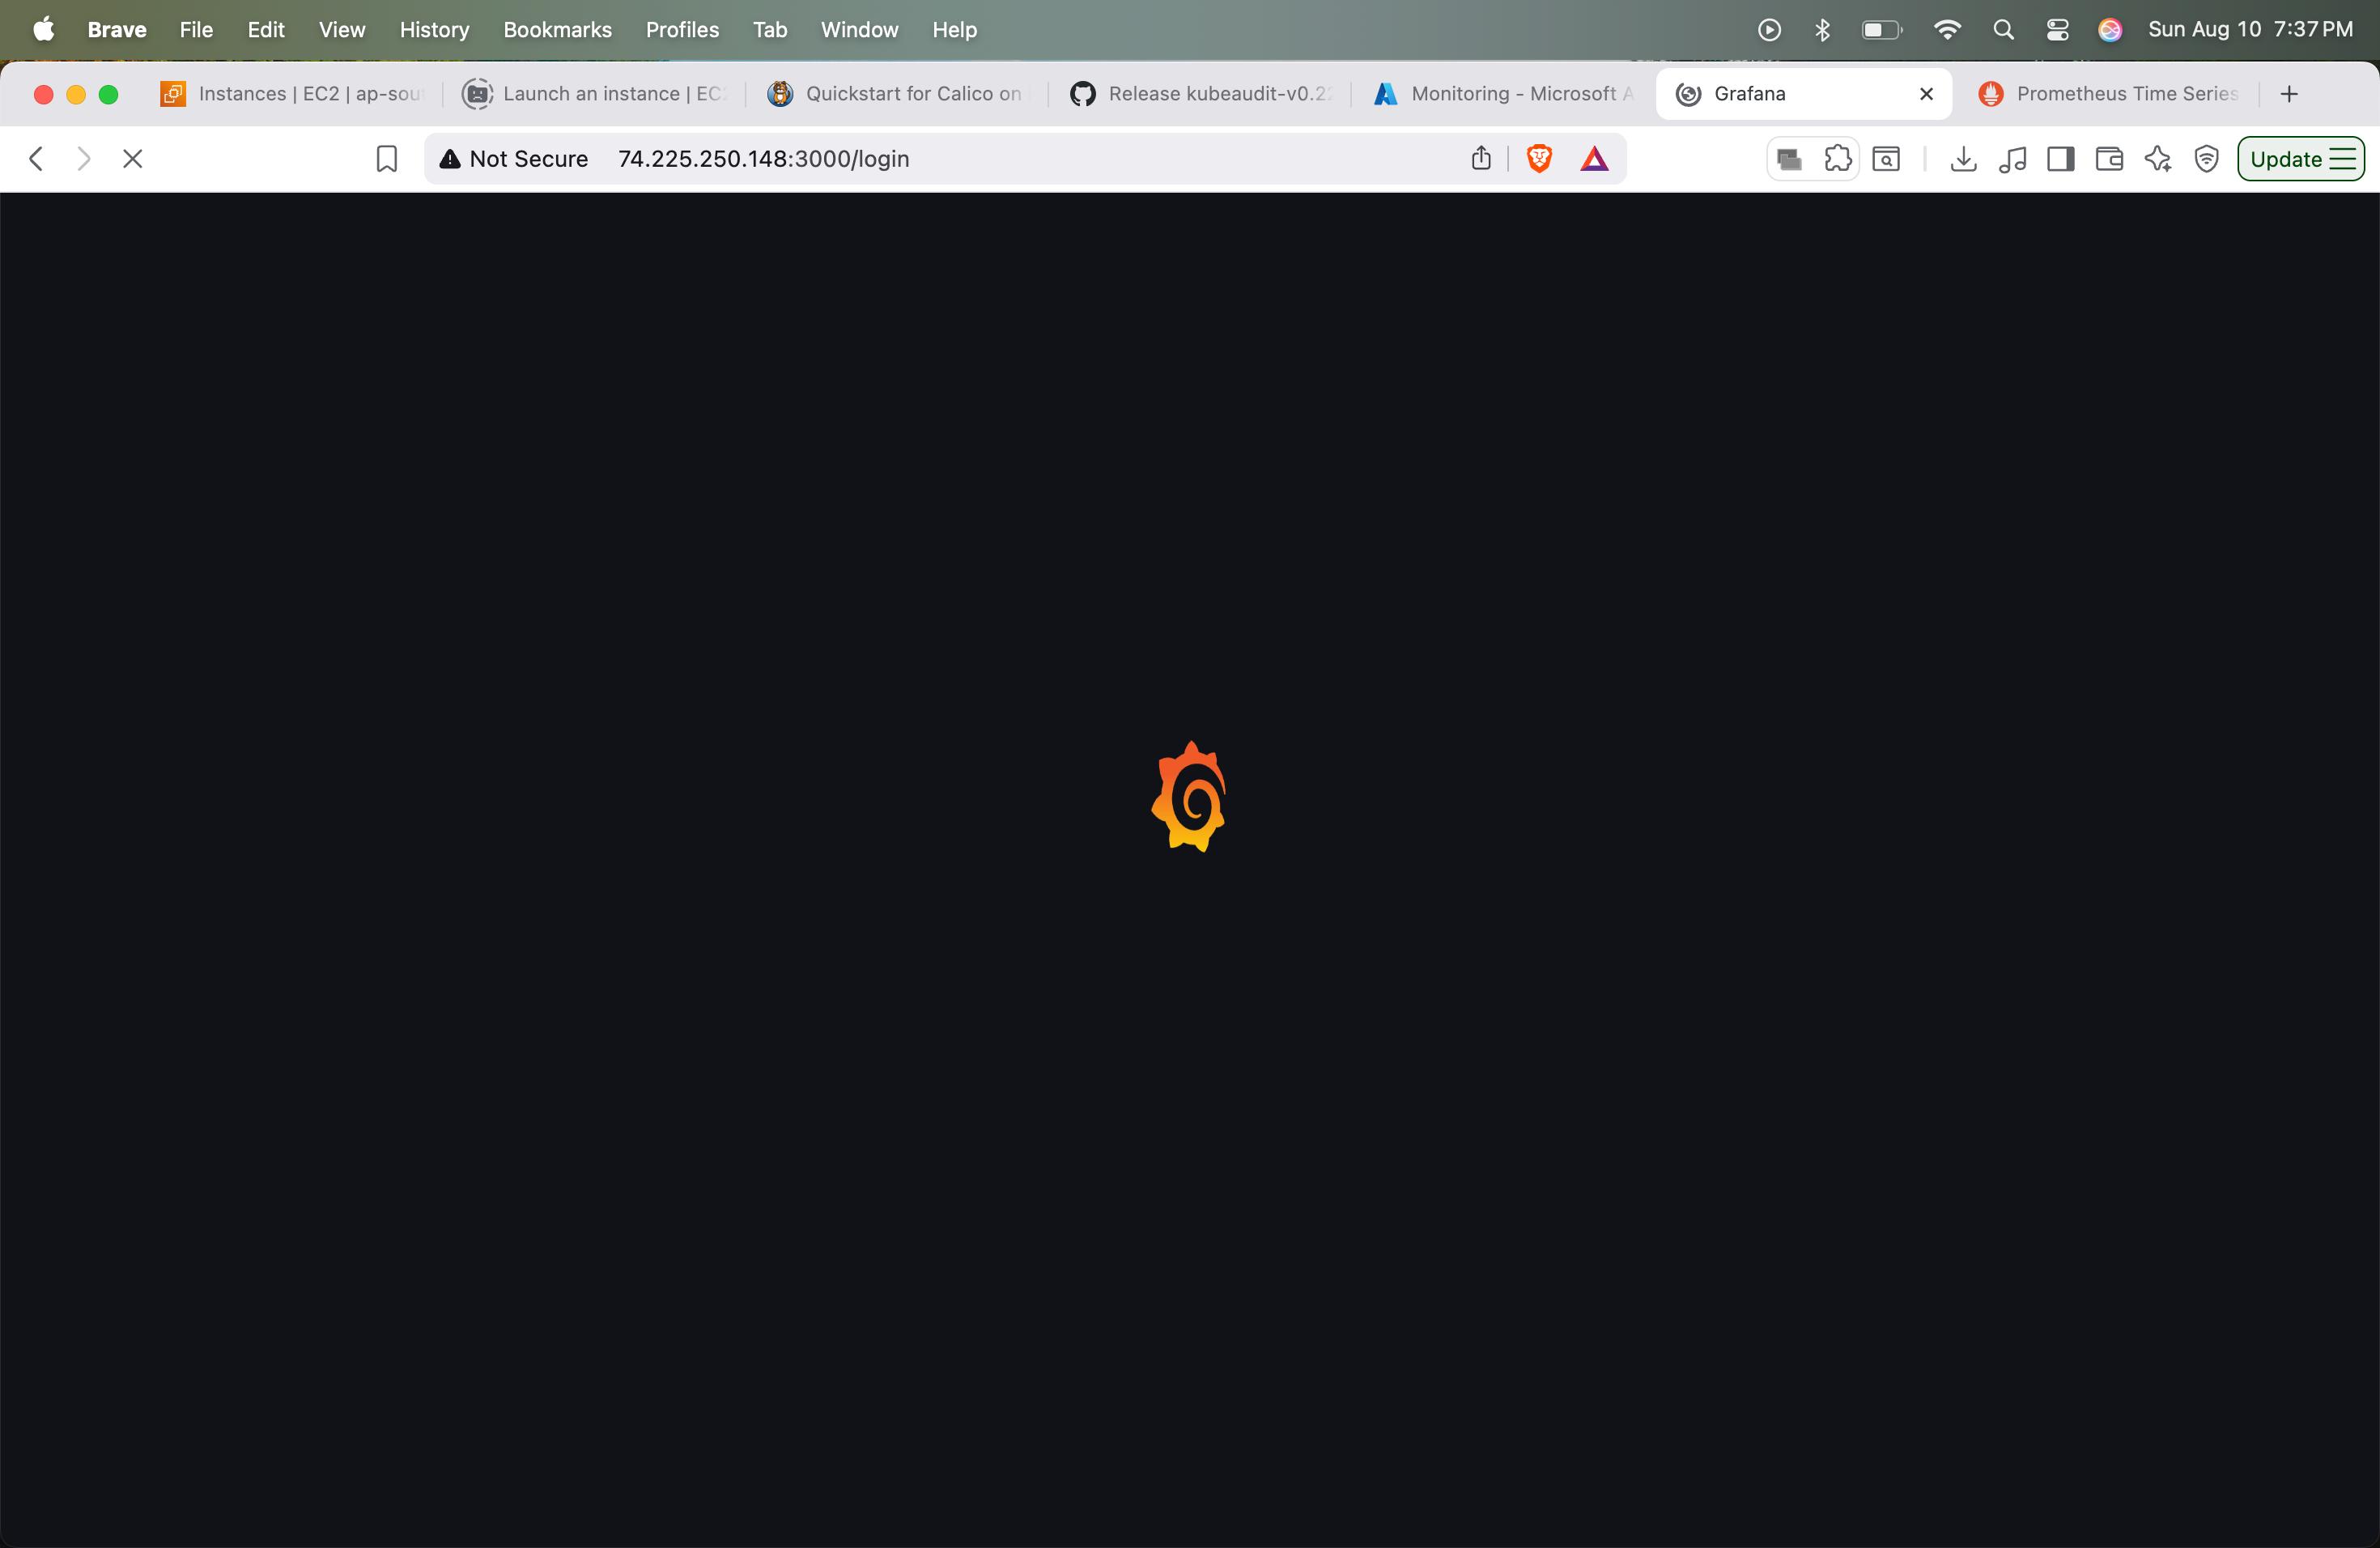 Brave File Edit View History Bookmarks Profiles Tab Window Help Sun Aug 10 7:37 PM
Instances | EC2 | ap-sou Launch an instance | EC Quickstart for Calico on Release kubeaudit-v0.22 Monitoring - Microsoft A Grafana Prometheus Time Series
Not Secure 74.225.250.148:3000/login Update